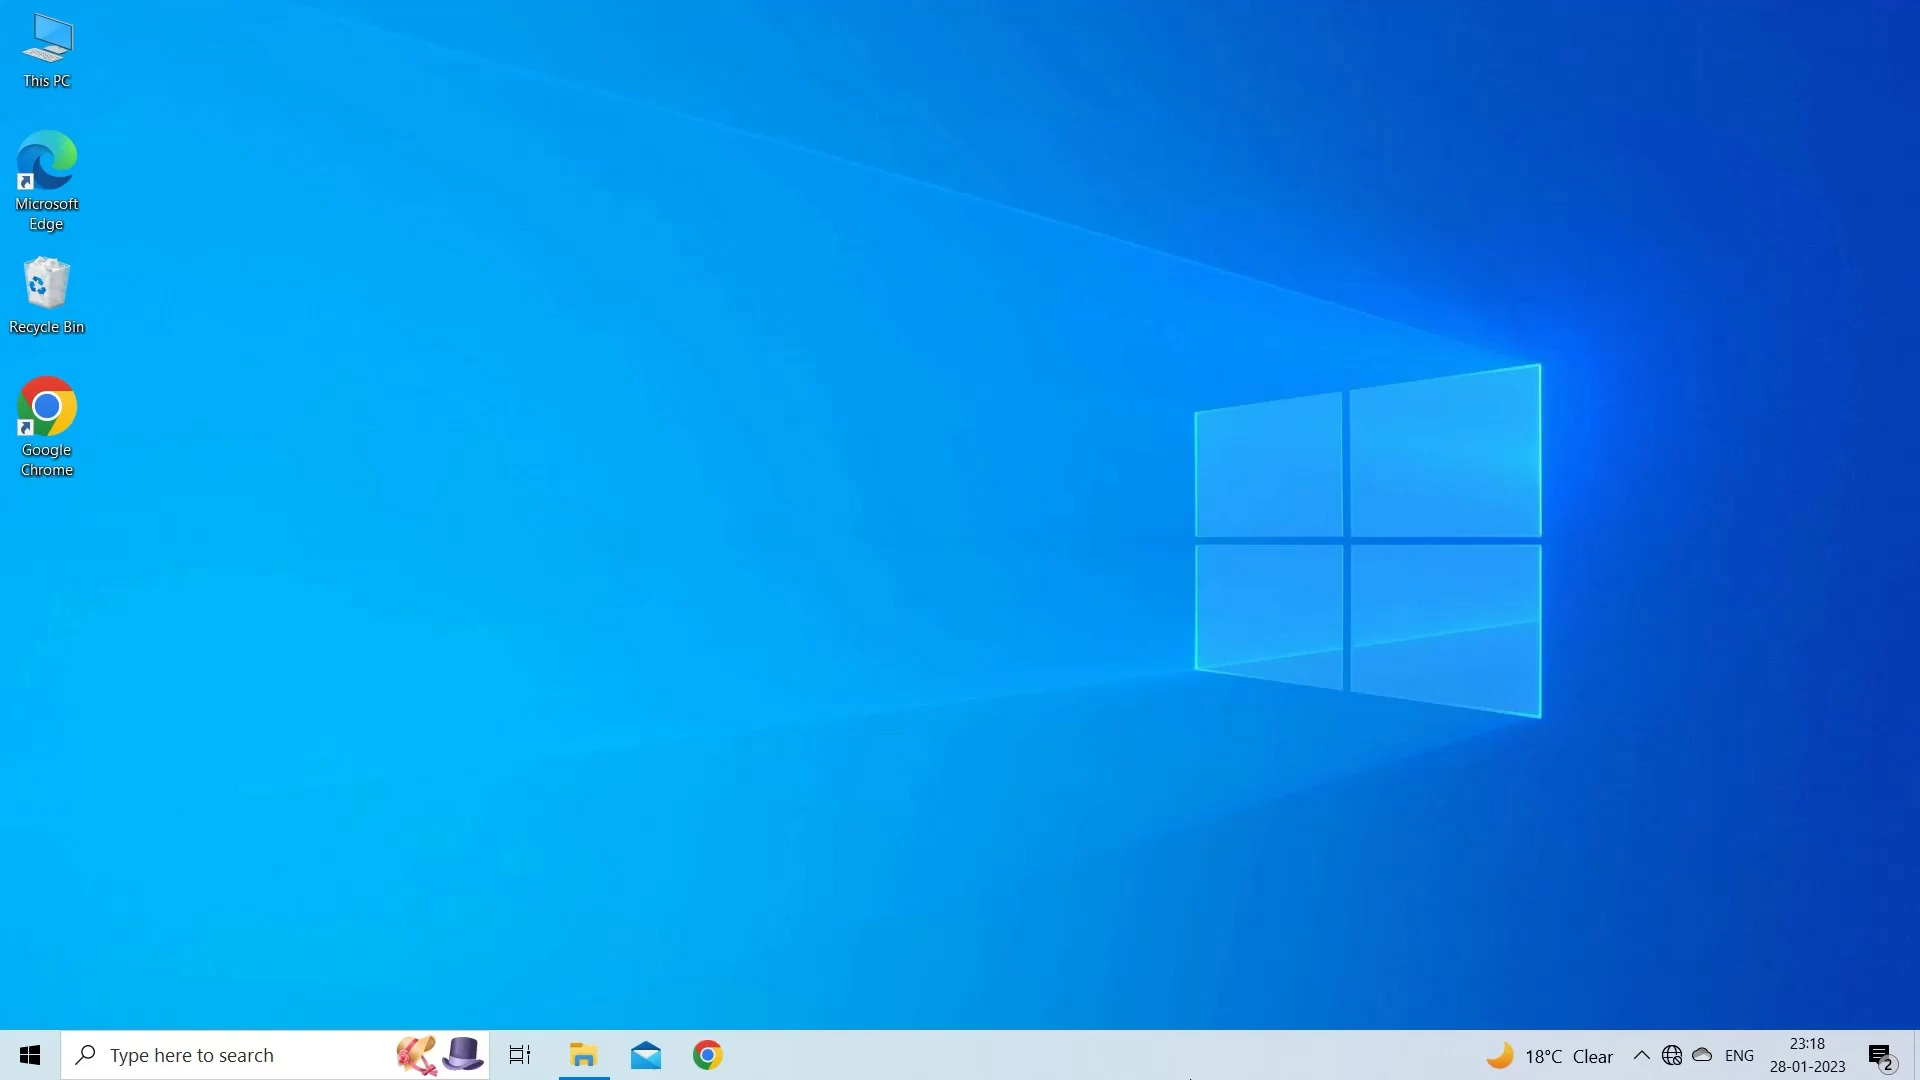 This PC
Microsoft
Edge
Recycle Bin
Google
Chrome
Type here to search
18°C Clear
ENG
23:18
28-01-2023
2